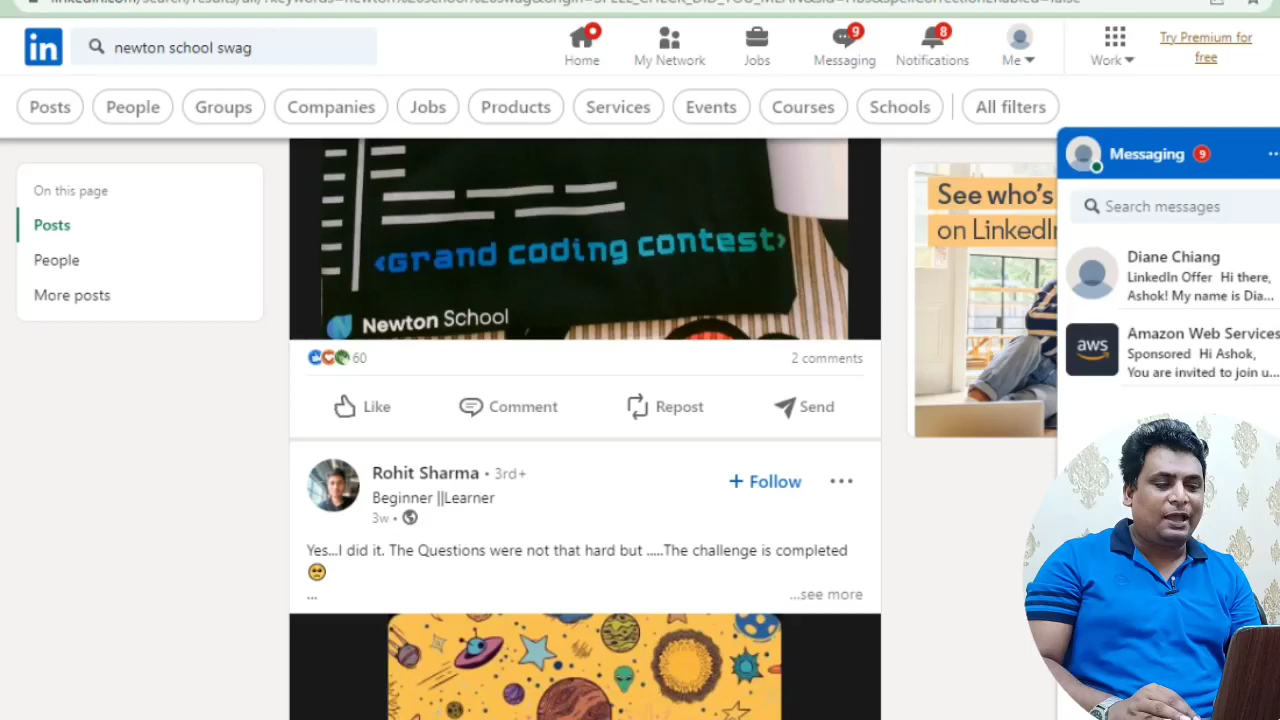 in
newton school swag
Home
My Network
Jobs
9
Messaging
8
Notifications
Me
Work
Try Premium for
free
Posts
People
Groups
Companies
Jobs
Products
Services
Events
Courses
Schools
All filters
On this page
Posts
People
More posts
<Grand coding contest>
Newton School
60
2 comments
Like
Comment
Repost
Send
Rohit Sharma • 3rd+
+ Follow
Beginner ||Learner
3w •
Yes...I did it. The Questions were not that hard but .....The challenge is completed
...
...see more
See who's
on LinkedIn
Messaging 9
Search messages
Diane Chiang
LinkedIn Offer Hi there,
Ashok! My name is Dia...
aws
Amazon Web Services
Sponsored Hi Ashok,
You are invited to join u...